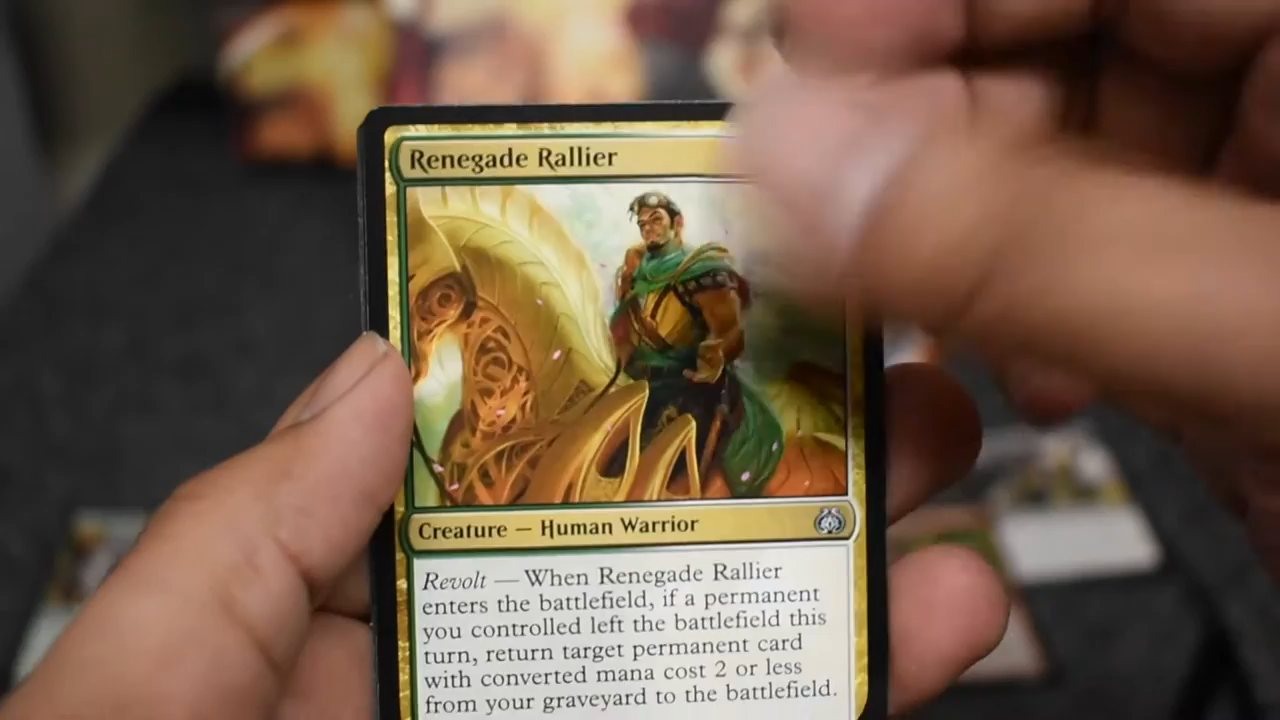 Renegade Rallier
Creature — Human Warrior
Revolt — When Renegade Rallier
enters the battlefield, if a permanent
you controlled left the battlefield this
turn, return target permanent card
with converted mana cost 2 or less
from your graveyard to the battlefield.